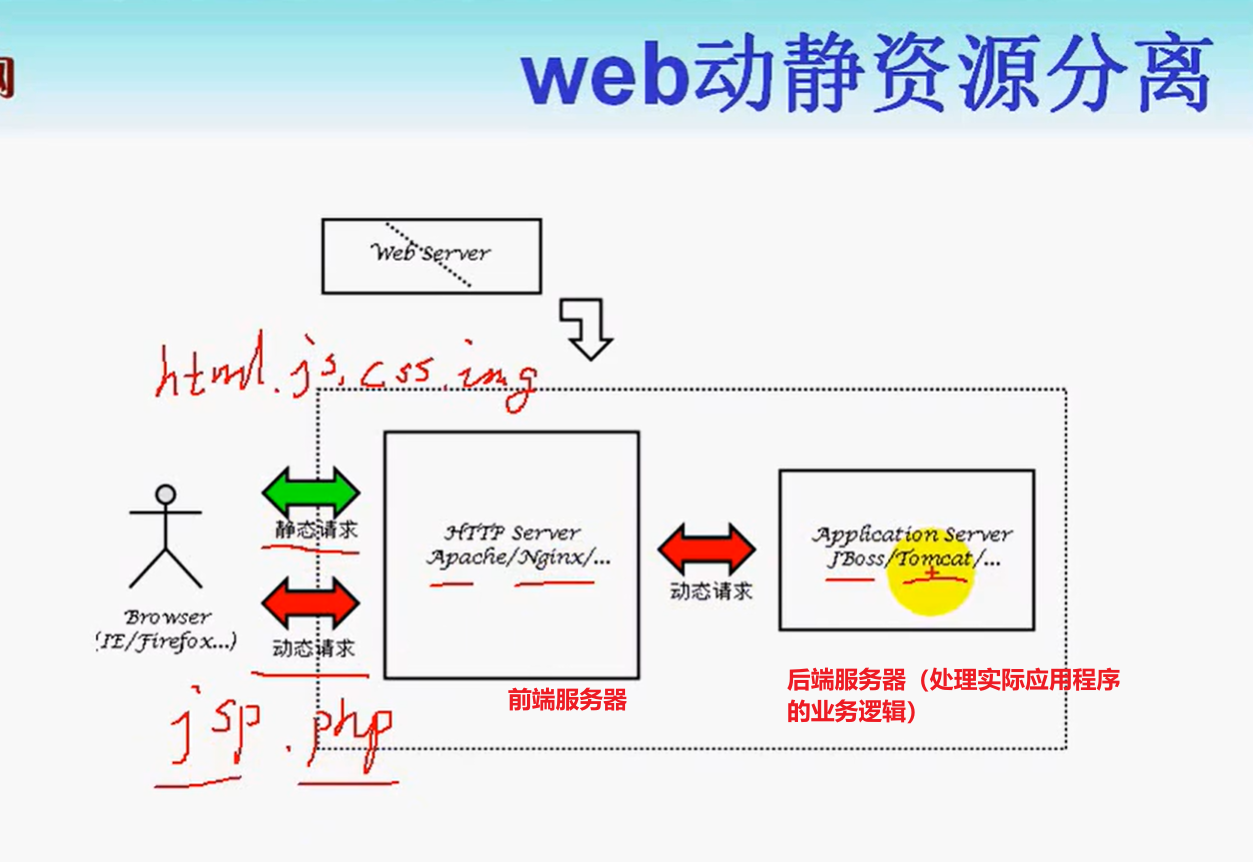 网
web动静资源分离
Web Server
html.js.css.img
静态请求
HTTP Server
Apache/Nginx/...
Application Server
JBoss/Tomcat/...
动态请求
Browser
(IE/Firefox...)
动态请求
后端服务器（处理实际应用程序
的业务逻辑）
前端服务器
jsp.php